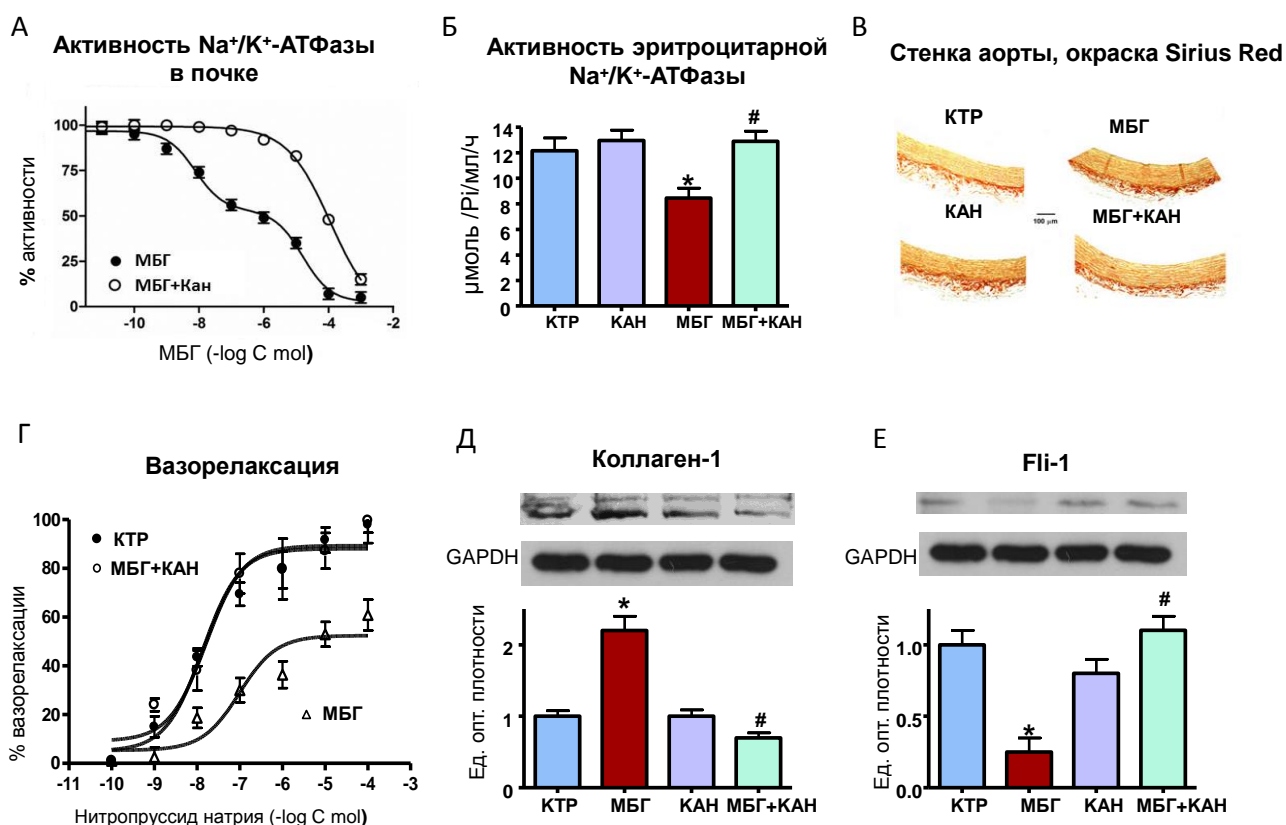 А
Активность Na⁺/K⁺-АТФазы
в почке
% активности
100
75
50
25
0
МБГ
МБГ+Кан
-10
-8
-6
-4
-2
МБГ (-log C mol)
Б
Активность эритроцитарной
Na⁺/K⁺-АТФазы
μмоль /Pi/мл/ч
14
12
10
8
6
4
2
0
#
*
КТР
КАН
МБГ
МБГ+КАН
В
Стенка аорты, окраска Sirius Red
КТР
МБГ
КАН
100 μm
МБГ+КАН
Г
Вазорелаксация
% вазорелаксации
100
80
60
40
20
0
КТР
МБГ+КАН
МБГ
-11
-10
-9
-8
-7
-6
-5
-4
-3
Нитропруссид натрия (-log C mol)
Д
Коллаген-1
GAPDH
Ед. опт. плотности
2
1
0
*
#
КТР
МБГ
КАН
МБГ+КАН
Е
Fli-1
GAPDH
Ед. опт. плотности
1.0
0.5
0.0
#
*
КТР
МБГ
КАН
МБГ+КАН